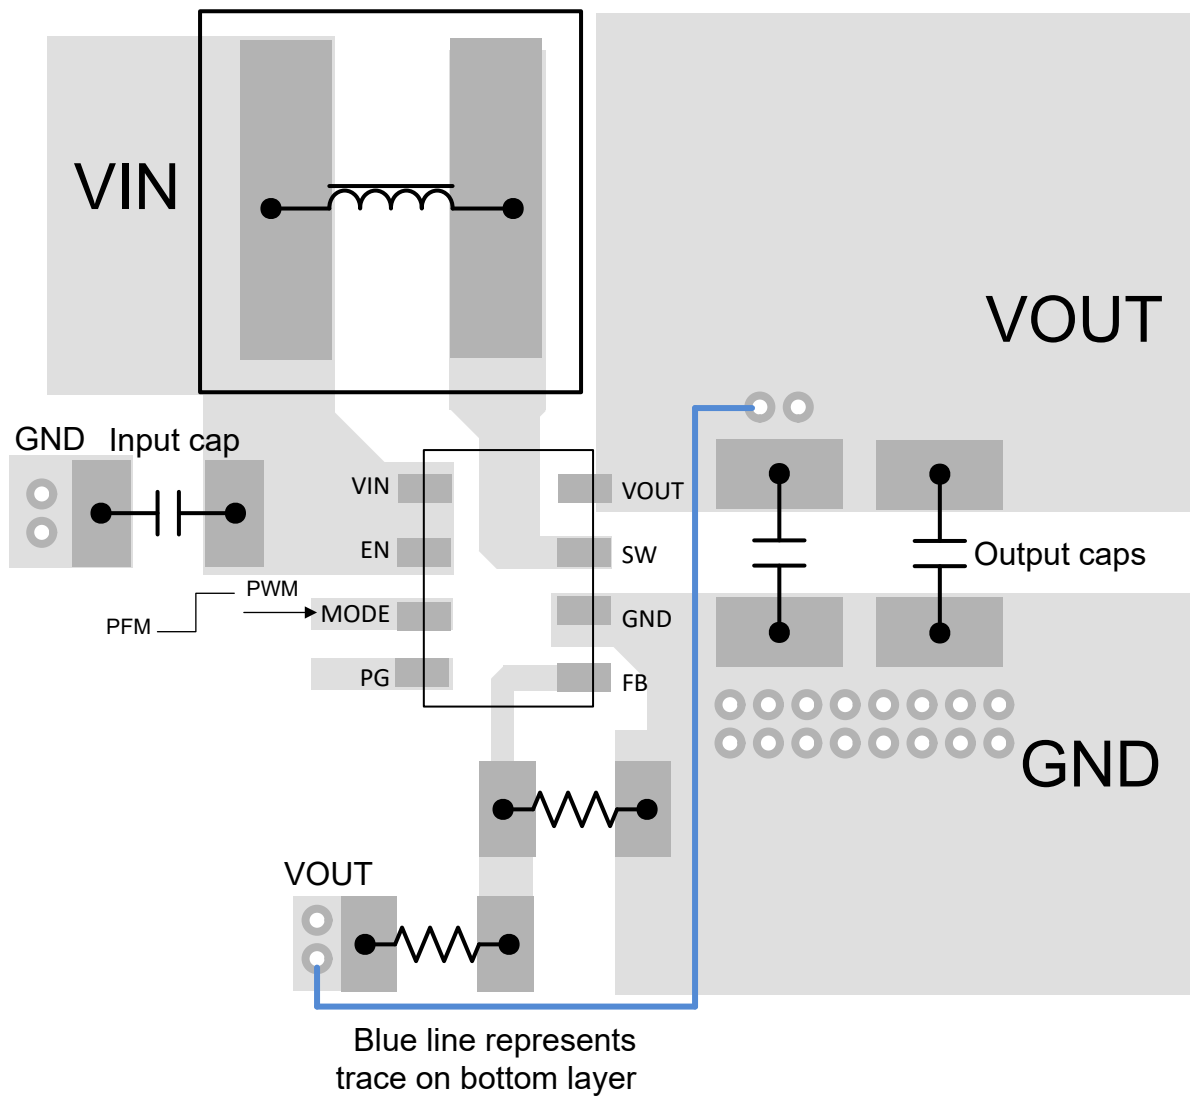 VIN
VOUT
GND
Input cap
VIN
VOUT
EN
SW
Output caps
PWM
PFM
MODE
GND
PG
FB
GND
VOUT
Blue line represents
trace on bottom layer